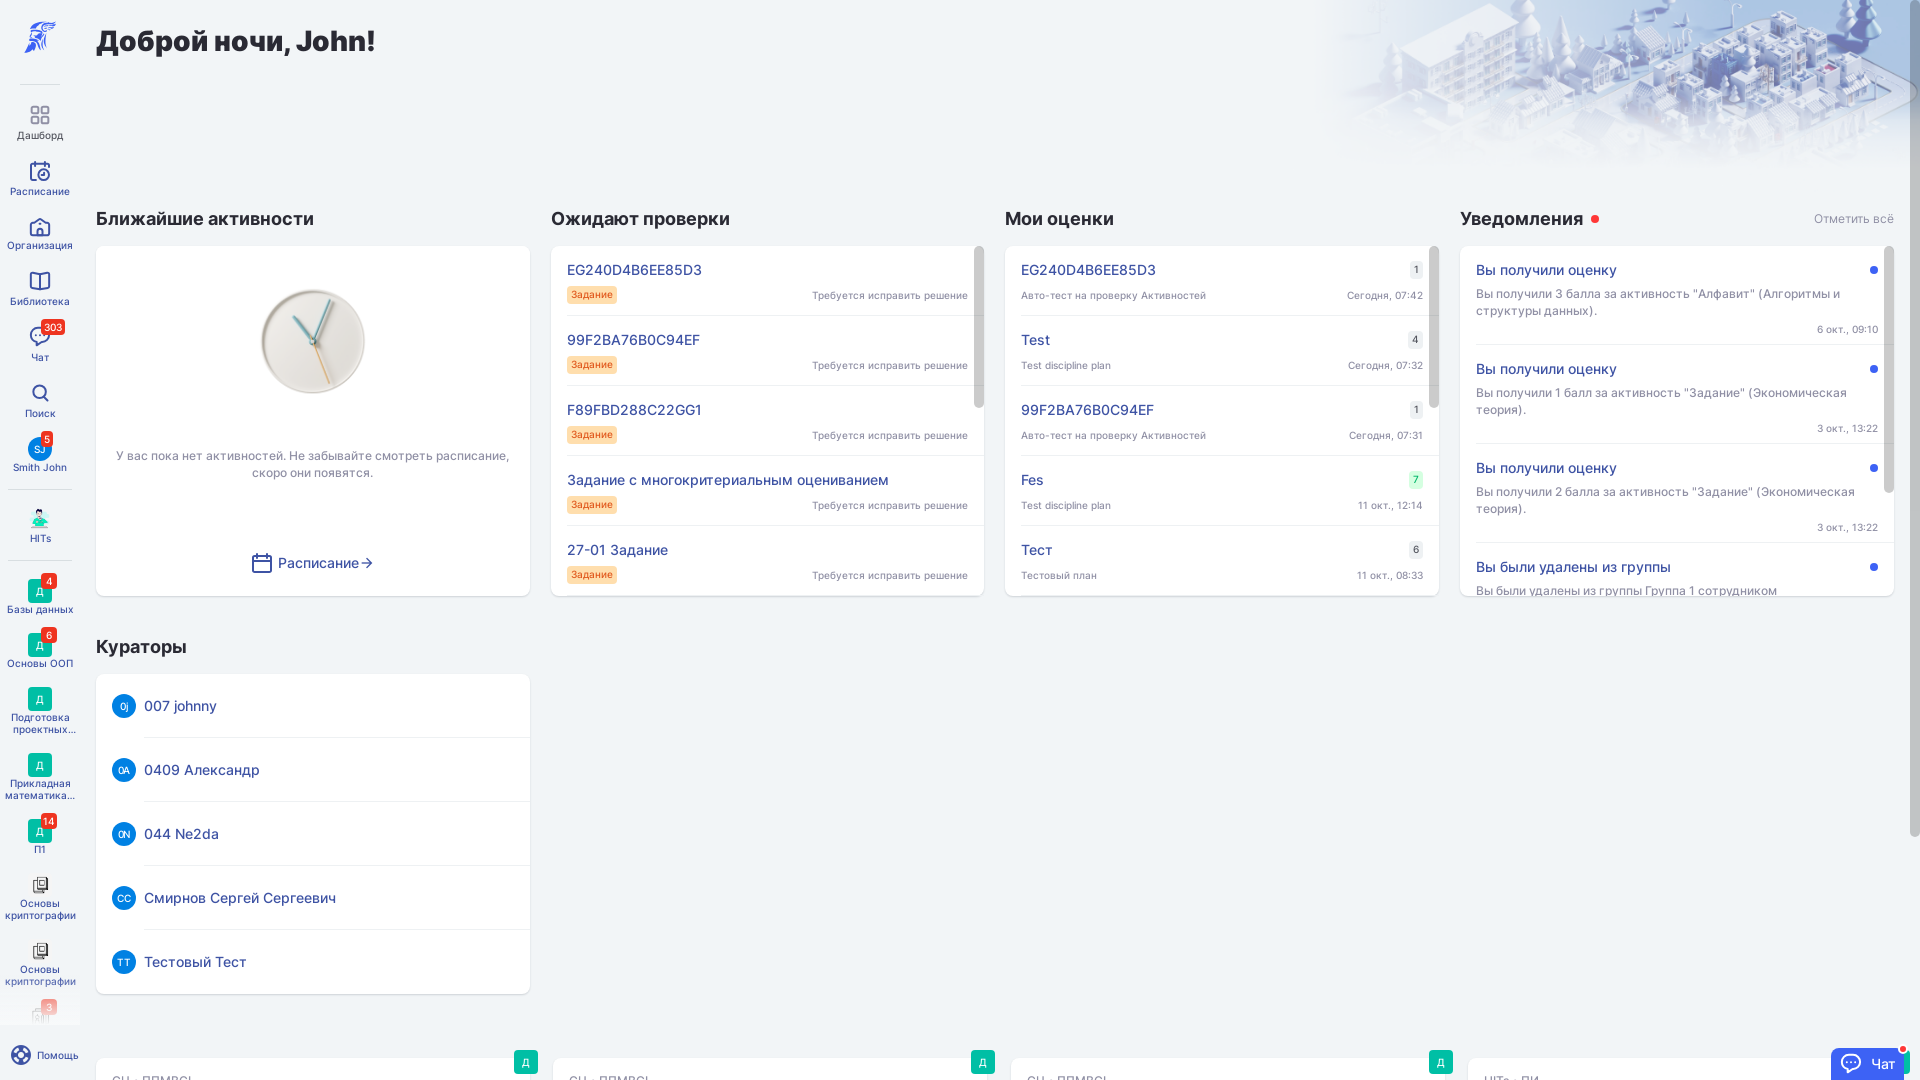 Доброй ночи, John!
Дашборд
Расписание
Организация
Библиотека
303
Чат
Поиск
5
SJ
Smith John
HITs
4
Д
Базы данных
6
Д
Основы ООП
Д
Подготовка
проектных...
Д
Прикладная
математика...
14
Д
П1
Основы
криптографии
Основы
криптографии
3
Помощь
Ближайшие активности
У вас пока нет активностей. Не забывайте смотреть расписание,
скоро они появятся.
Расписание
Ожидают проверки
EG240D4B6EE85D3
Задание Требуется исправить решение
99F2BA76B0C94EF
Задание Требуется исправить решение
F89FBD288C22GG1
Задание Требуется исправить решение
Задание с многокритериальным оцениванием
Задание Требуется исправить решение
27-01 Задание
Задание Требуется исправить решение
Мои оценки
EG240D4B6EE85D3 1
Авто-тест на проверку Активностей Сегодня, 07:42
Test 4
Test discipline plan Сегодня, 07:32
99F2BA76B0C94EF 1
Авто-тест на проверку Активностей Сегодня, 07:31
Fes 7
Test discipline plan 11 окт., 12:14
Тест 6
Тестовый план 11 окт., 08:33
Уведомления Отметить всё
Вы получили оценку
Вы получили 3 балла за активность "Алфавит" (Алгоритмы и
структуры данных).
6 окт., 09:10
Вы получили оценку
Вы получили 1 балл за активность "Задание" (Экономическая
теория).
3 окт., 13:22
Вы получили оценку
Вы получили 2 балла за активность "Задание" (Экономическая
теория).
3 окт., 13:22
Вы были удалены из группы
Вы были удалены из группы Группа 1 сотрудником
Кураторы
0j 007 johnny
0А 0409 Александр
0N 044 Ne2da
СС Смирнов Сергей Сергеевич
ТТ Тестовый Тест
Д
Д
Д
Чат